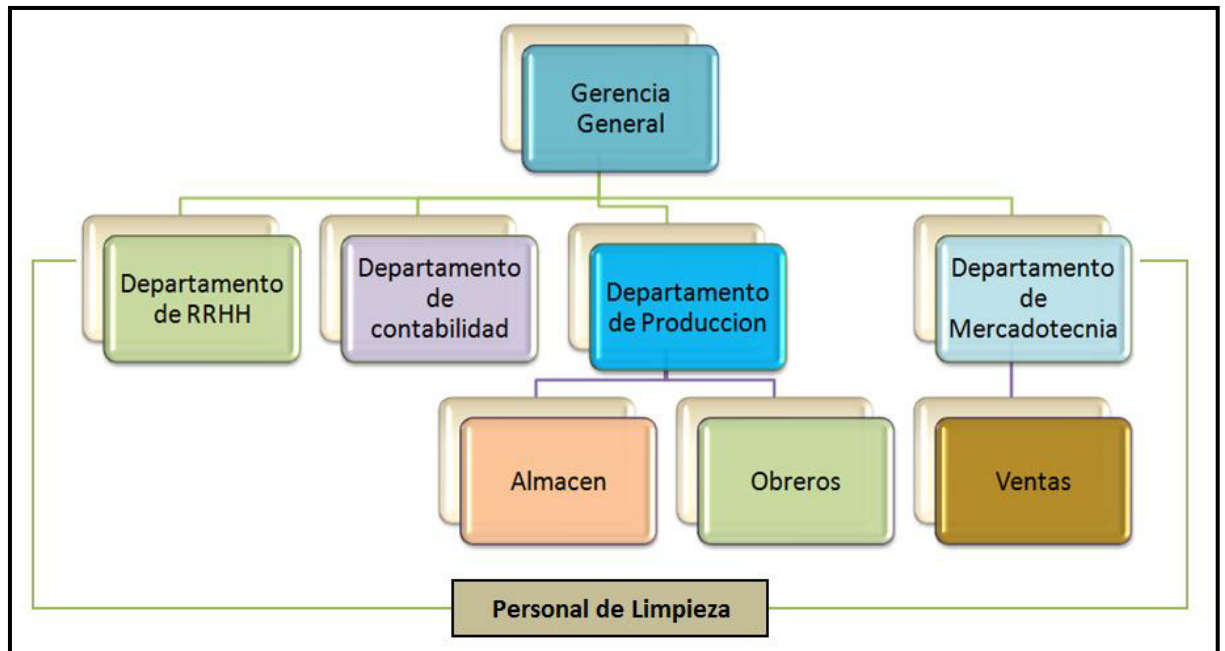 Gerencia
General
Departamento
de RRHH
Departamento
de
contabilidad
Departamento
de Produccion
Departamento
de
Mercadotecnia
Almacen
Obreros
Ventas
Personal de Limpieza